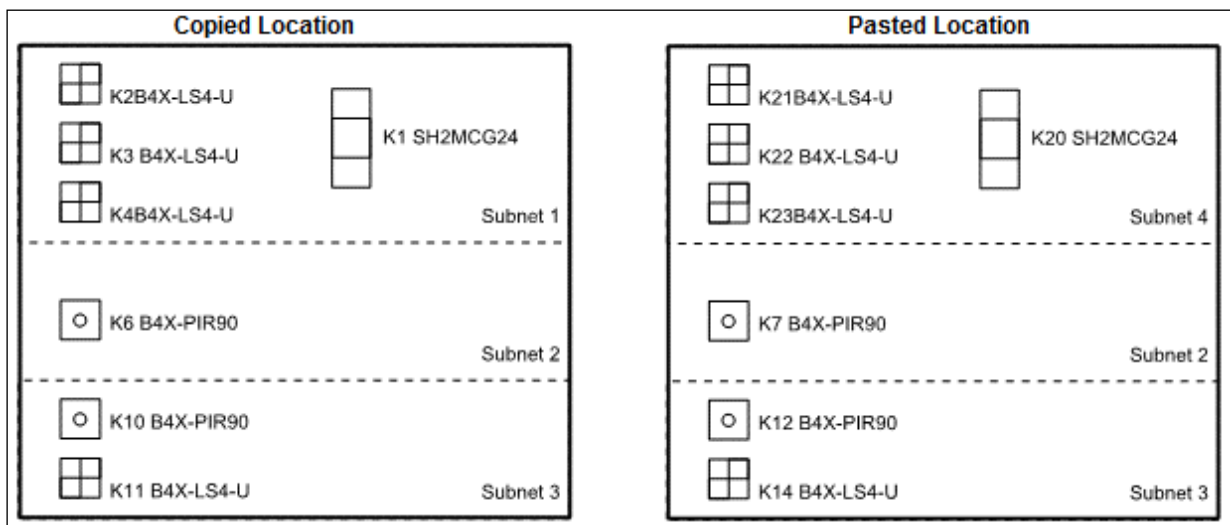 Copied Location
K2B4X-LS4-U
K3 B4X-LS4-U
K1 SH2MCG24
K4B4X-LS4-U
Subnet 1
K6 B4X-PIR90
Subnet 2
K10 B4X-PIR90
K11 B4X-LS4-U
Subnet 3
Pasted Location
K21B4X-LS4-U
K22 B4X-LS4-U
K20 SH2MCG24
K23B4X-LS4-U
Subnet 4
K7 B4X-PIR90
Subnet 2
K12 B4X-PIR90
K14 B4X-LS4-U
Subnet 3